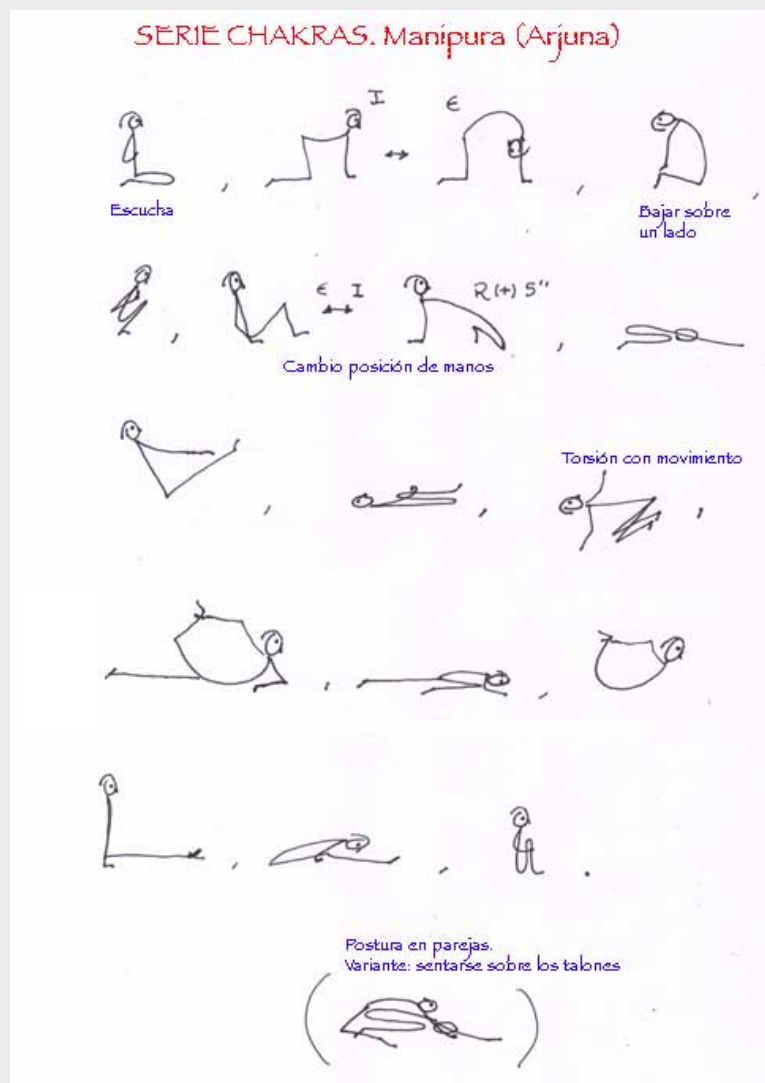 SERIE CHAKRAS. Manipura (Arjuna)
I
E
Escucha
Bajar sobre
un lado
E I
R (+) 5"
Cambio posición de manos
Torsión con movimiento
Postura en parejas.
Variante: sentarse sobre los talones